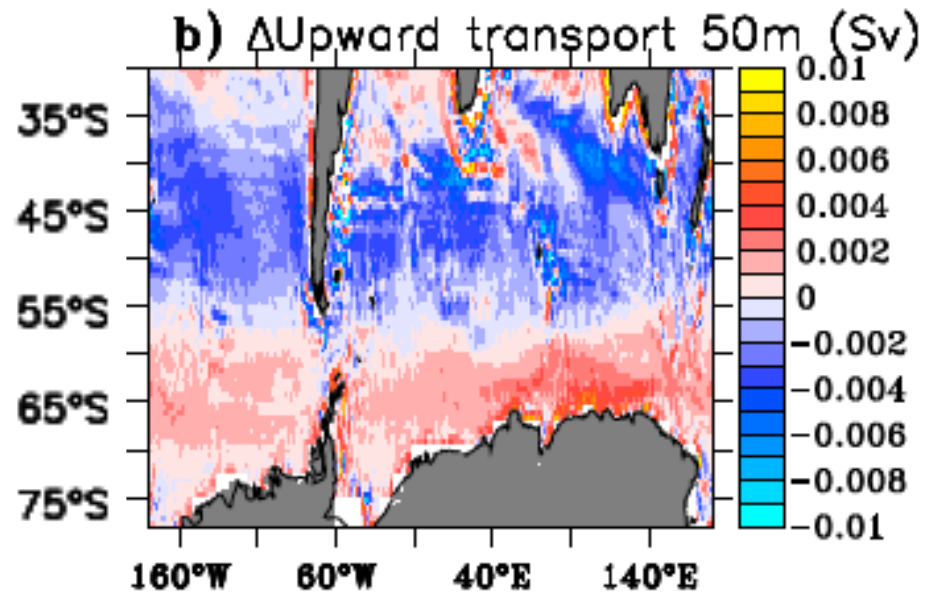 b) ΔUpward transport 50m (Sv)
35°S
45°S
55°S
65°S
75°S
160°W
60°W
40°E
140°E
0.01
0.008
0.006
0.004
0.002
0
-0.002
-0.004
-0.006
-0.008
-0.01